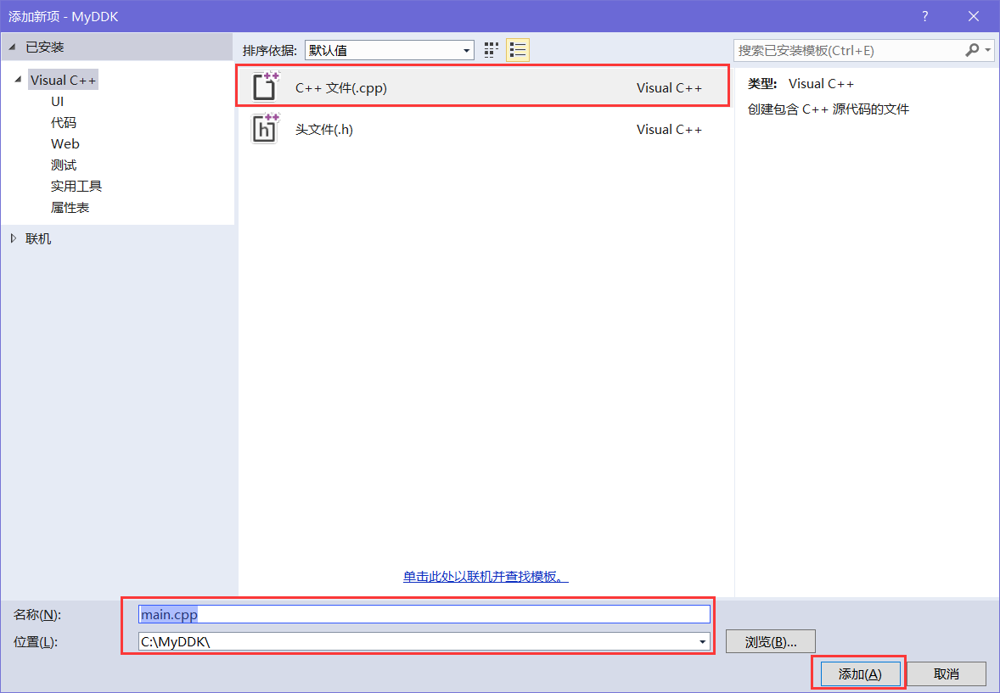 添加新项 - MyDDK
?
已安装
Visual C++
UI
代码
Web
测试
实用工具
属性表
联机
排序依据: 默认值
C++ 文件(.cpp) Visual C++
头文件(.h) Visual C++
单击此处以联机并查找模板。
搜索已安装模板(Ctrl+E)
类型: Visual C++
创建包含 C++ 源代码的文件
名称(N): main.cpp
位置(L): C:\MyDDK\
浏览(B)...
添加(A) 取消